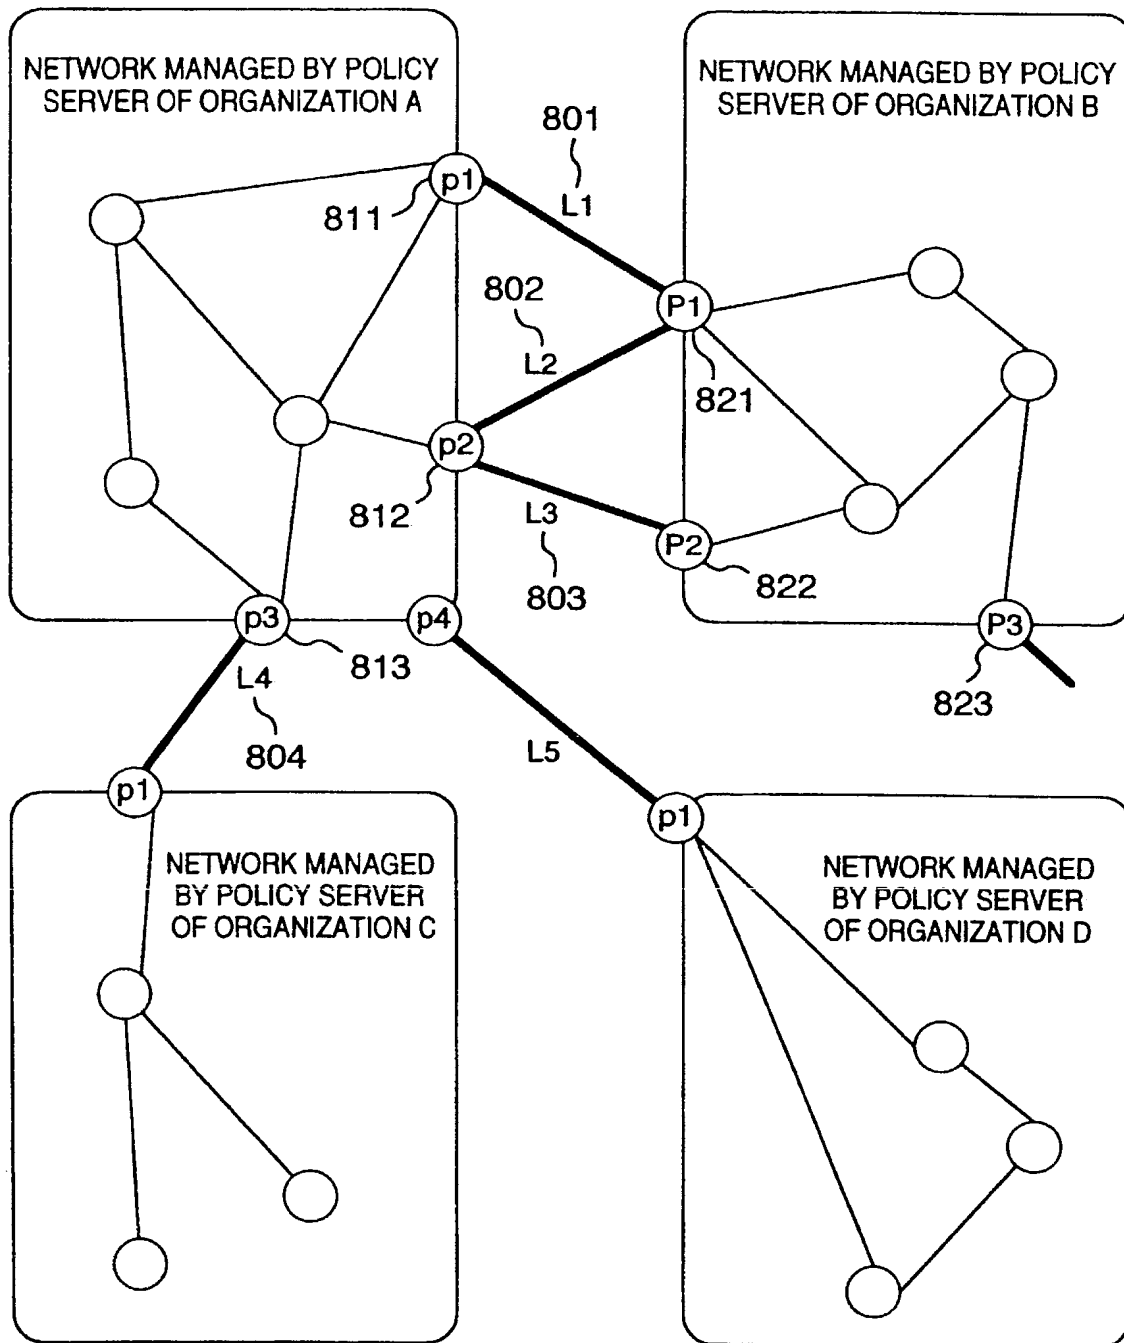 NETWORK MANAGED BY POLICY
SERVER OF ORGANIZATION A
NETWORK MANAGED BY POLICY
SERVER OF ORGANIZATION B
801
L1
p1
811
802
L2
P1
821
p2
812
L3
803
P2
822
p3
813
p4
P3
823
L4
804
L5
p1
p1
NETWORK MANAGED
BY POLICY SERVER
OF ORGANIZATION C
NETWORK MANAGED
BY POLICY SERVER
OF ORGANIZATION D